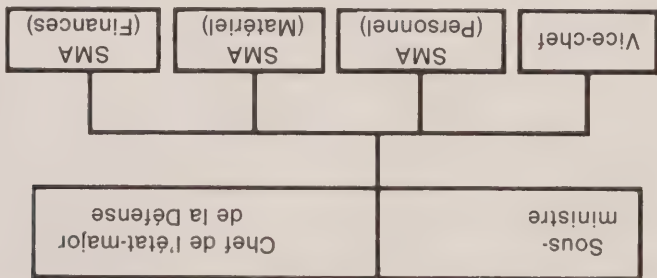 Sous-
ministre
Chef de l'état-major
de la Défense
Vice-chef
SMA
(Personnel)
SMA
(Matériel)
SMA
(Finances)